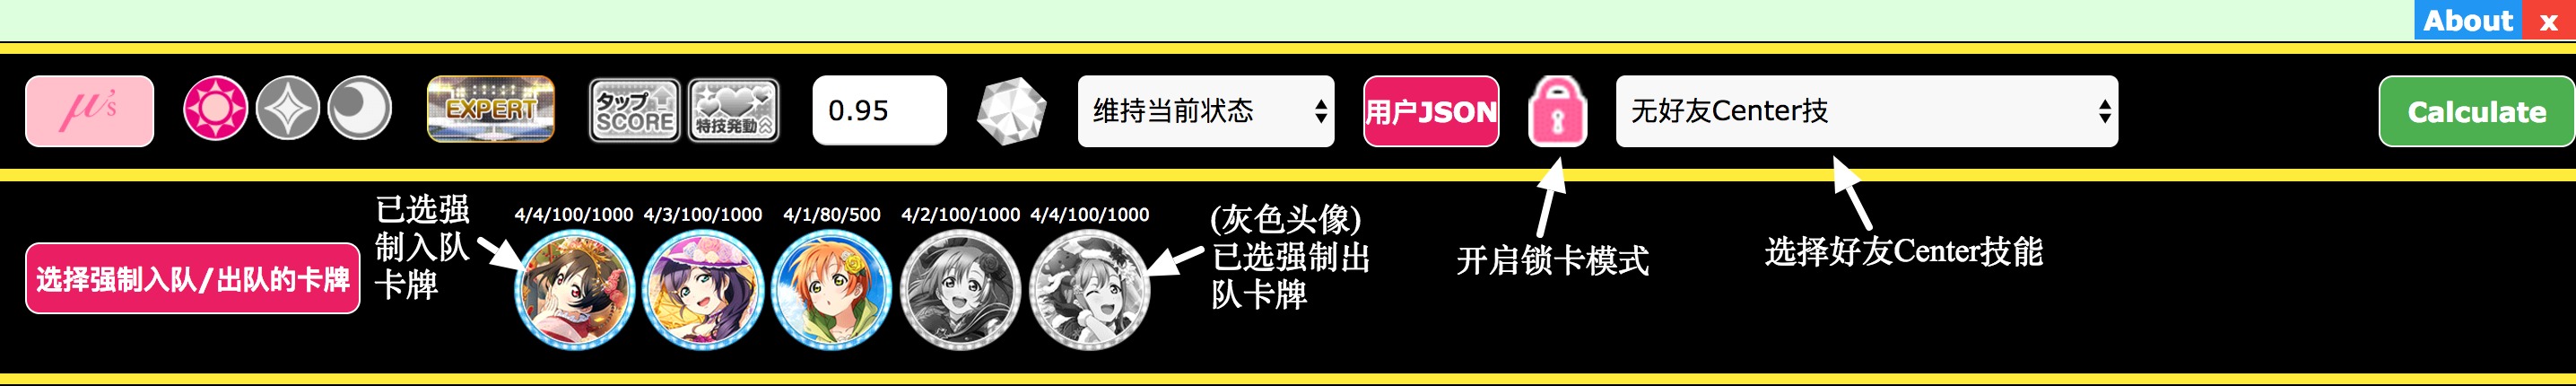 About x
μ's
EXPERT
タップ
SCORE
特技発動
0.95
维持当前状态
用户JSON
无好友Center技
Calculate
选择强制入队/出队的卡牌
已选强
制入队
卡牌
4/4/100/1000 4/3/100/1000 4/1/80/500 4/2/100/1000 4/4/100/1000
(灰色头像)
已选强制出
队卡牌
开启锁卡模式
选择好友Center技能